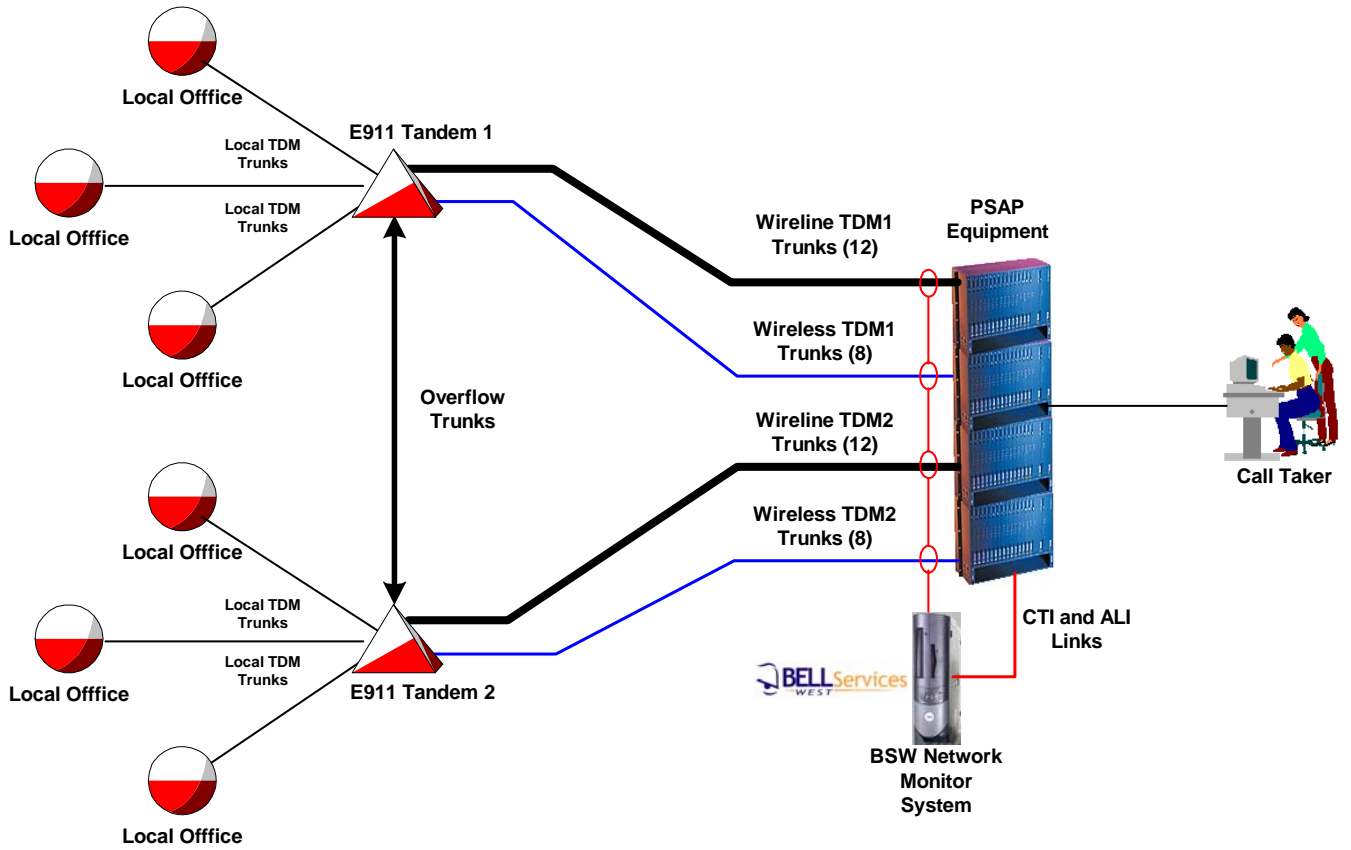 Local Offfice
E911 Tandem 1
Local TDM
Trunks
Local Offfice
Local TDM
Trunks
Local Offfice
Wireline TDM1
Trunks (12)
PSAP
Equipment
Wireless TDM1
Trunks (8)
Overflow
Trunks
Wireline TDM2
Trunks (12)
Call Taker
Wireless TDM2
Trunks (8)
Local Offfice
Local TDM
Trunks
Local Offfice
Local TDM
Trunks
E911 Tandem 2
Local Offfice
CTI and ALI
Links
BELL Services
WEST
BSW Network
Monitor
System